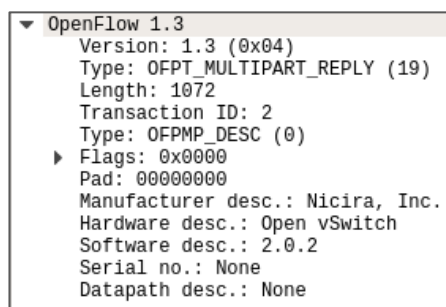 OpenFlow 1.3
Version: 1.3 (0x04)
Type: OFPT_MULTIPART_REPLY (19)
Length: 1072
Transaction ID: 2
Type: OFPMP_DESC (0)
Flags: 0x0000
Pad: 00000000
Manufacturer desc.: Nicira, Inc.
Hardware desc.: Open vSwitch
Software desc.: 2.0.2
Serial no.: None
Datapath desc.: None